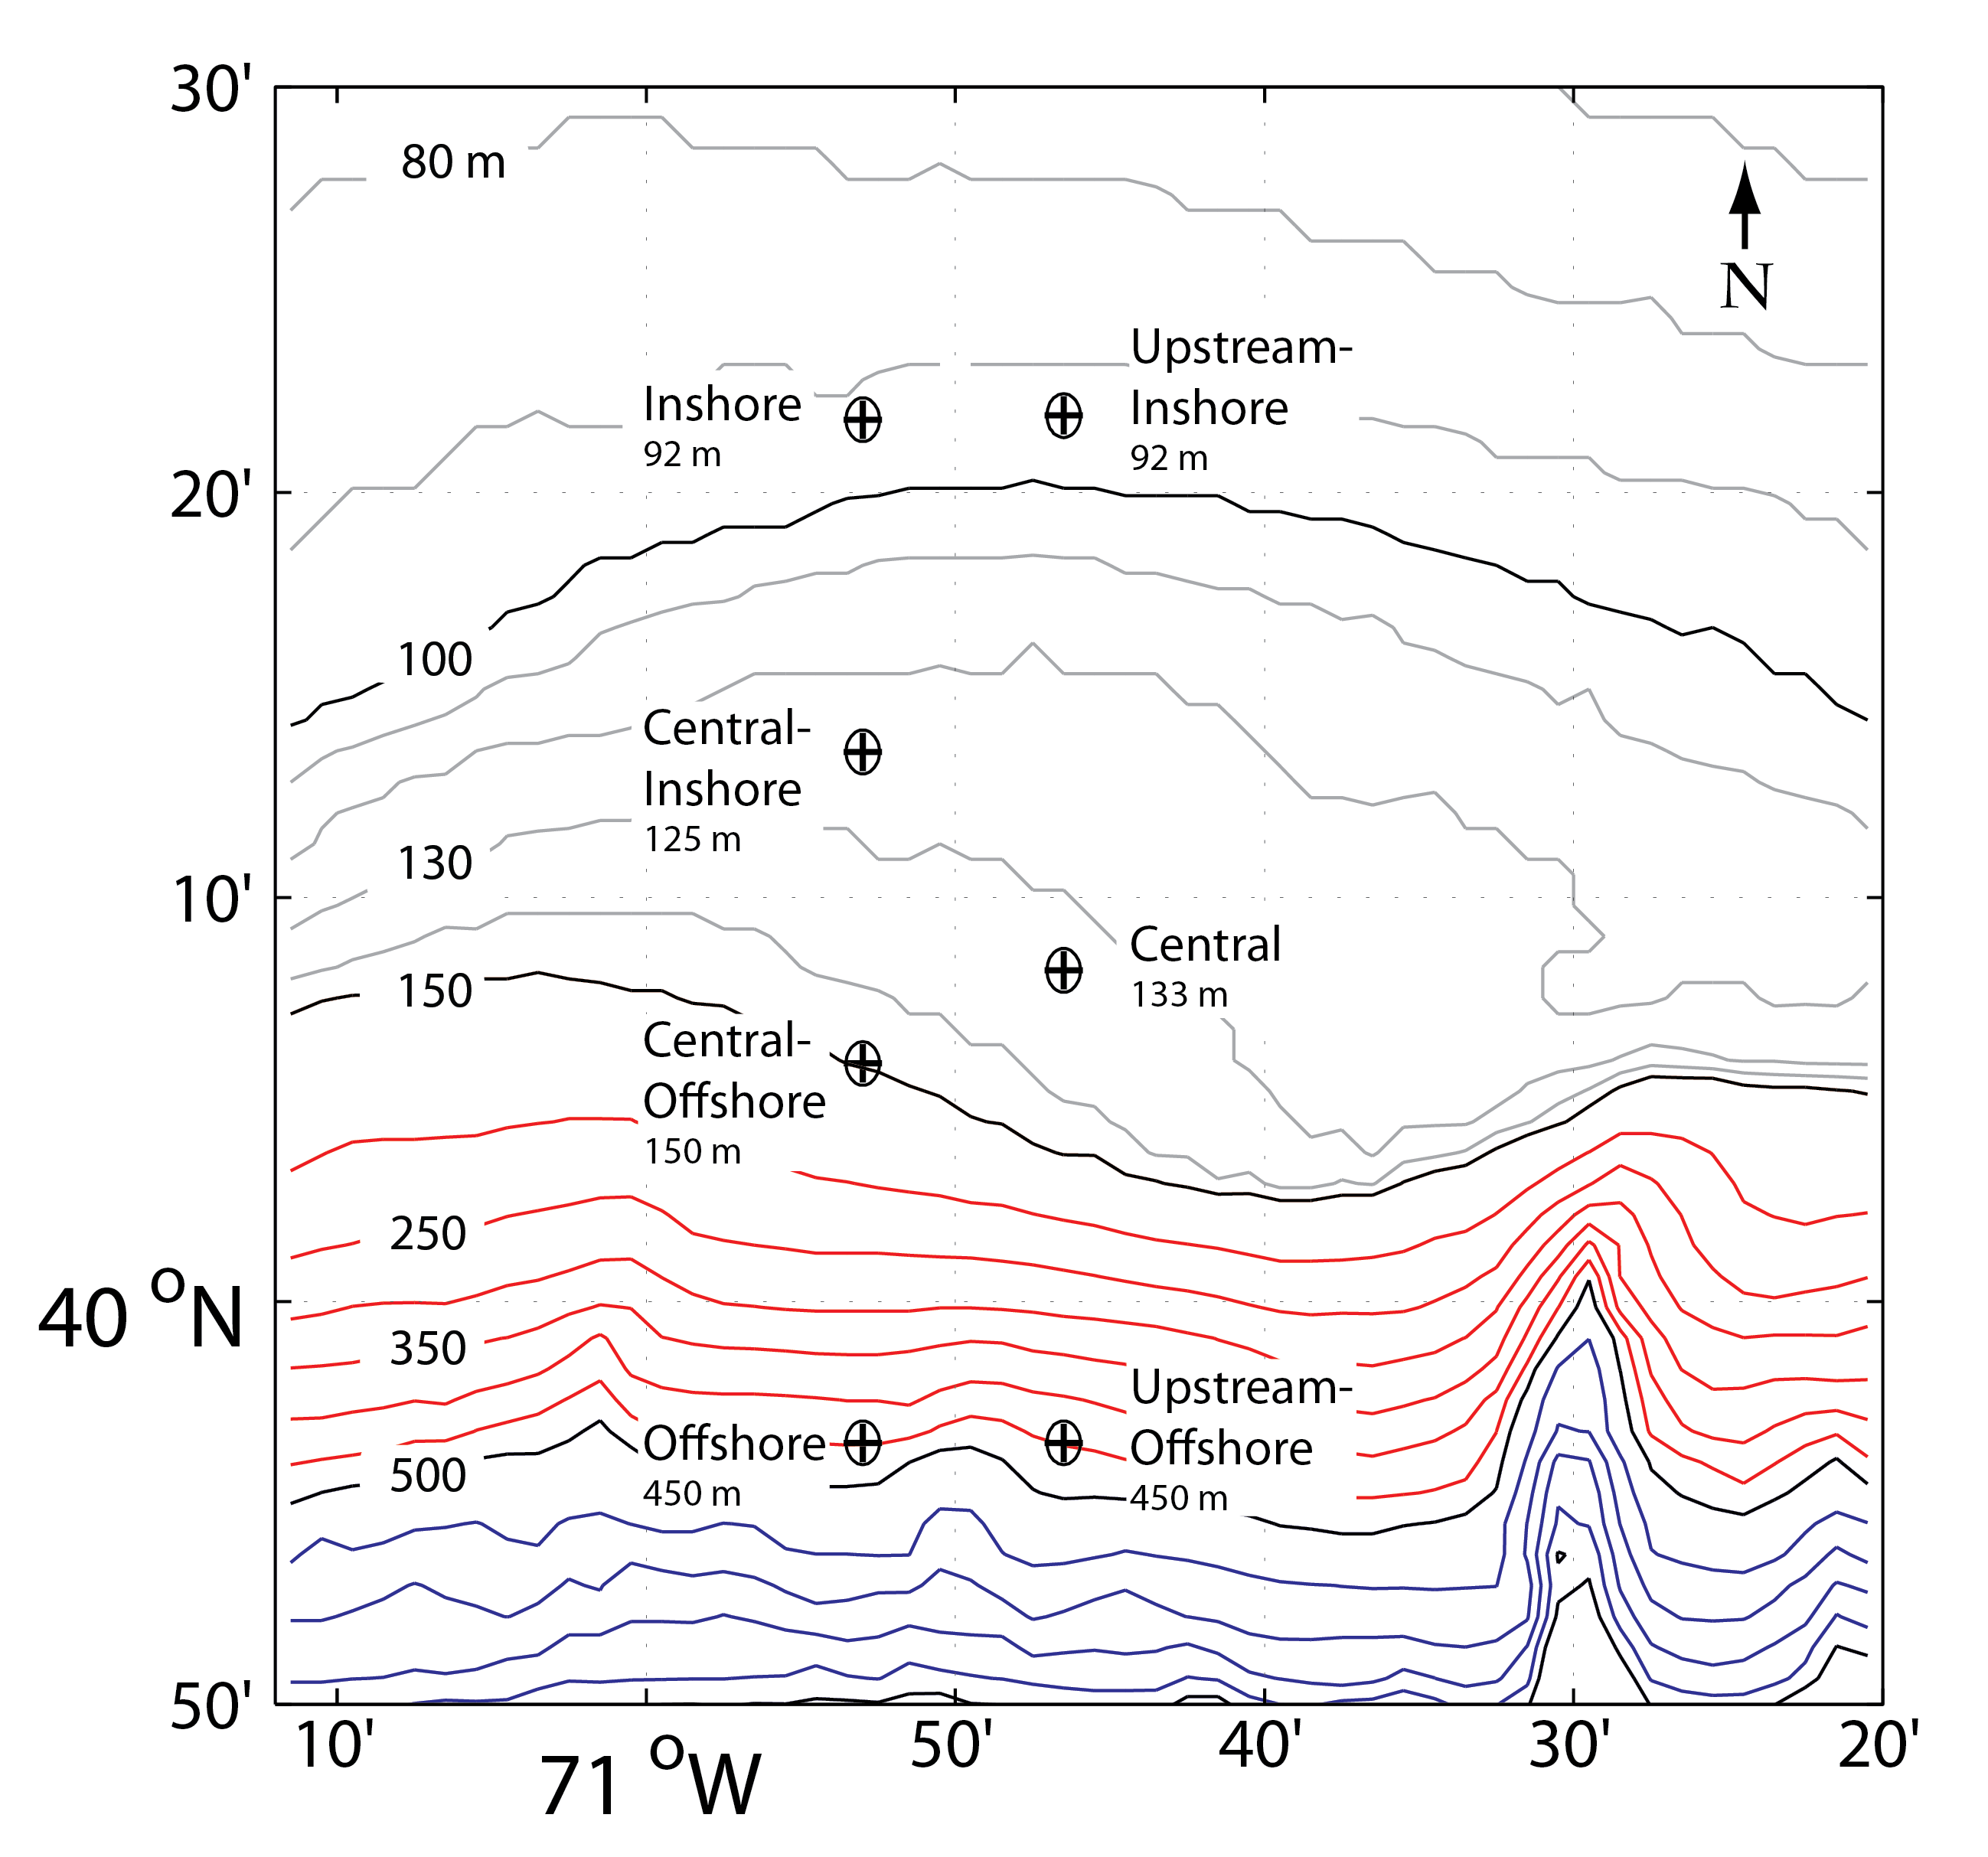 30'
80 m
N
Upstream-
Inshore
92 m
Inshore
92 m
20'
100
Central-
Inshore
125 m
130
10'
Central
133 m
150
Central-
Offshore
150 m
250
40 °N
350
Upstream-
Offshore
450 m
Offshore
450 m
500
50'
10'
71 °W
50'
40'
30'
20'